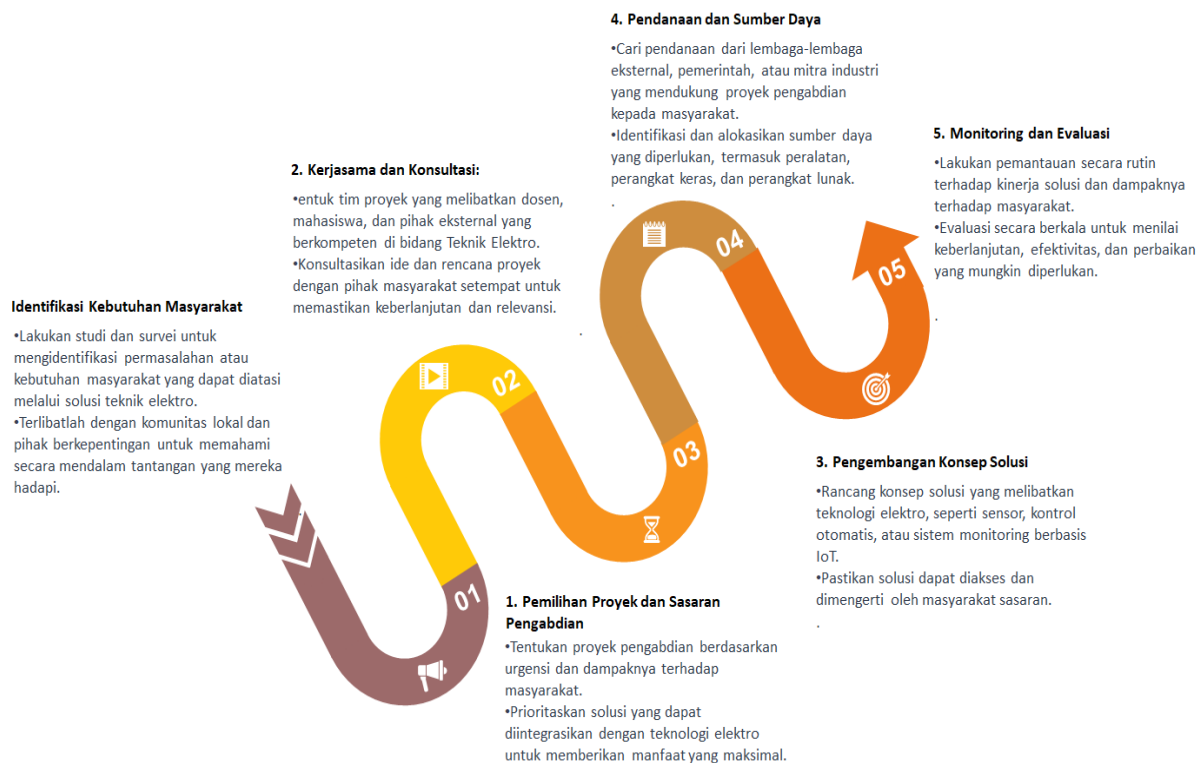 Identifikasi Kebutuhan Masyarakat
•Lakukan studi dan survei untuk
mengidentifikasi permasalahan atau
kebutuhan masyarakat yang dapat diatasi
melalui solusi teknik elektro.
•Terlibatlah dengan komunitas lokal dan
pihak berkepentingan untuk memahami
secara mendalam tantangan yang mereka
hadapi.
.
01
1. Pemilihan Proyek dan Sasaran
Pengabdian
•Tentukan proyek pengabdian berdasarkan
urgensi dan dampaknya terhadap
masyarakat.
•Prioritaskan solusi yang dapat
diintegrasikan dengan teknologi elektro
untuk memberikan manfaat yang maksimal.
2. Kerjasama dan Konsultasi:
•entuk tim proyek yang melibatkan dosen,
mahasiswa, dan pihak eksternal yang
berkompeten di bidang Teknik Elektro.
•Konsultasikan ide dan rencana proyek
dengan pihak masyarakat setempat untuk
memastikan keberlanjutan dan relevansi.
.
02
03
3. Pengembangan Konsep Solusi
•Rancang konsep solusi yang melibatkan
teknologi elektro, seperti sensor, kontrol
otomatis, atau sistem monitoring berbasis
IoT.
•Pastikan solusi dapat diakses dan
dimengerti oleh masyarakat sasaran.
.
4. Pendanaan dan Sumber Daya
•Cari pendanaan dari lembaga-lembaga
eksternal, pemerintah, atau mitra industri
yang mendukung proyek pengabdian
kepada masyarakat.
•Identifikasi dan alokasikan sumber daya
yang diperlukan, termasuk peralatan,
perangkat keras, dan perangkat lunak.
.
04
5. Monitoring dan Evaluasi
•Lakukan pemantauan secara rutin
terhadap kinerja solusi dan dampaknya
terhadap masyarakat.
•Evaluasi secara berkala untuk menilai
keberlanjutan, efektivitas, dan perbaikan
yang mungkin diperlukan.
.
05